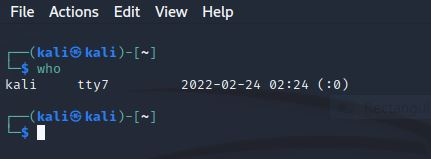 File Actions Edit View Help
┌──(kali㉿kali)-[~]
└─$ who
kali tty7 2022-02-24 02:24 (:0)
┌──(kali㉿kali)-[~]
└─$